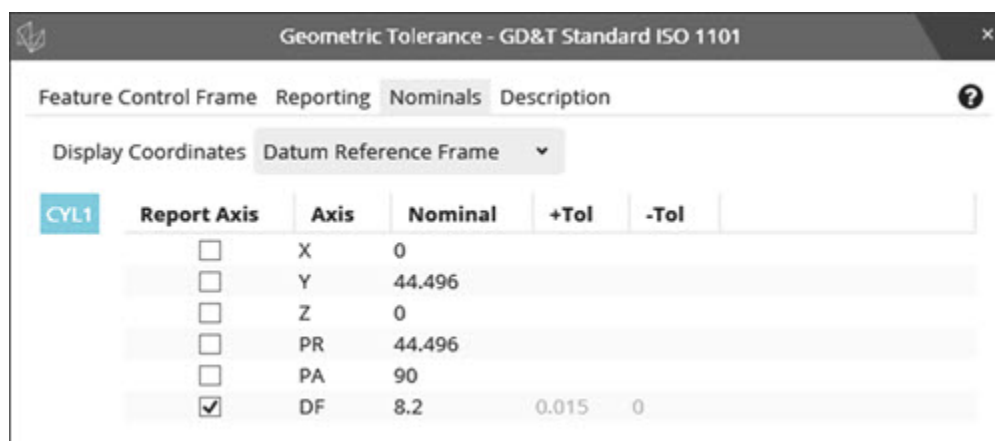 Geometric Tolerance - GD&T Standard ISO 1101 ×
Feature Control Frame Reporting Nominals Description ?
Display Coordinates Datum Reference Frame
CYL1 Report Axis Axis Nominal +Tol -Tol
X 0
Y 44.496
Z 0
PR 44.496
PA 90
DF 8.2 0.015 0